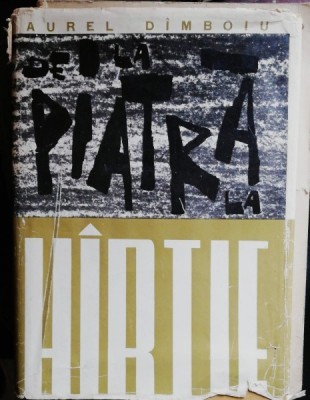 AUREL DÎMBOIU
DE LA
PIATRĂ
LA
HÎRTIE